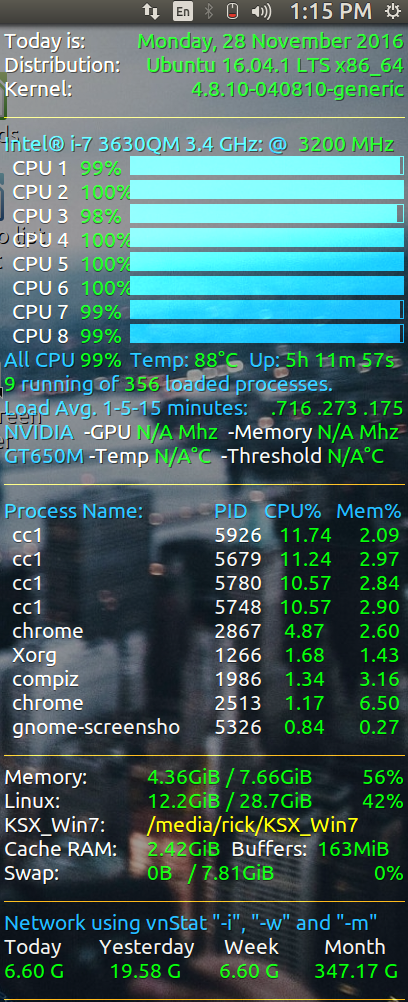 En 1:15 PM
Today is: Monday, 28 November 2016
Distribution: Ubuntu 16.04.1 LTS x86_64
Kernel: 4.8.10-040810-generic
Intel® i-7 3630QM 3.4 GHz: @ 3200 MHz
CPU 1 99%
CPU 2 100%
CPU 3 98%
CPU 4 100%
CPU 5 100%
CPU 6 100%
CPU 7 99%
CPU 8 99%
All CPU 99% Temp: 88°C Up: 5h 11m 57s
9 running of 356 loaded processes.
Load Avg. 1-5-15 minutes: .716 .273 .175
NVIDIA -GPU N/A Mhz -Memory N/A Mhz
GT650M -Temp N/A°C -Threshold N/A°C
Process Name: PID CPU% Mem%
cc1 5926 11.74 2.09
cc1 5679 11.24 2.97
cc1 5780 10.57 2.84
cc1 5748 10.57 2.90
chrome 2867 4.87 2.60
Xorg 1266 1.68 1.43
compiz 1986 1.34 3.16
chrome 2513 1.17 6.50
gnome-screensho 5326 0.84 0.27
Memory: 4.36GiB / 7.66GiB 56%
Linux: 12.2GiB / 28.7GiB 42%
KSX_Win7: /media/rick/KSX_Win7
Cache RAM: 2.42GiB Buffers: 163MiB
Swap: 0B / 7.81GiB 0%
Network using vnStat "-i", "-w" and "-m"
Today Yesterday Week Month
6.60 G 19.58 G 6.60 G 347.17 G